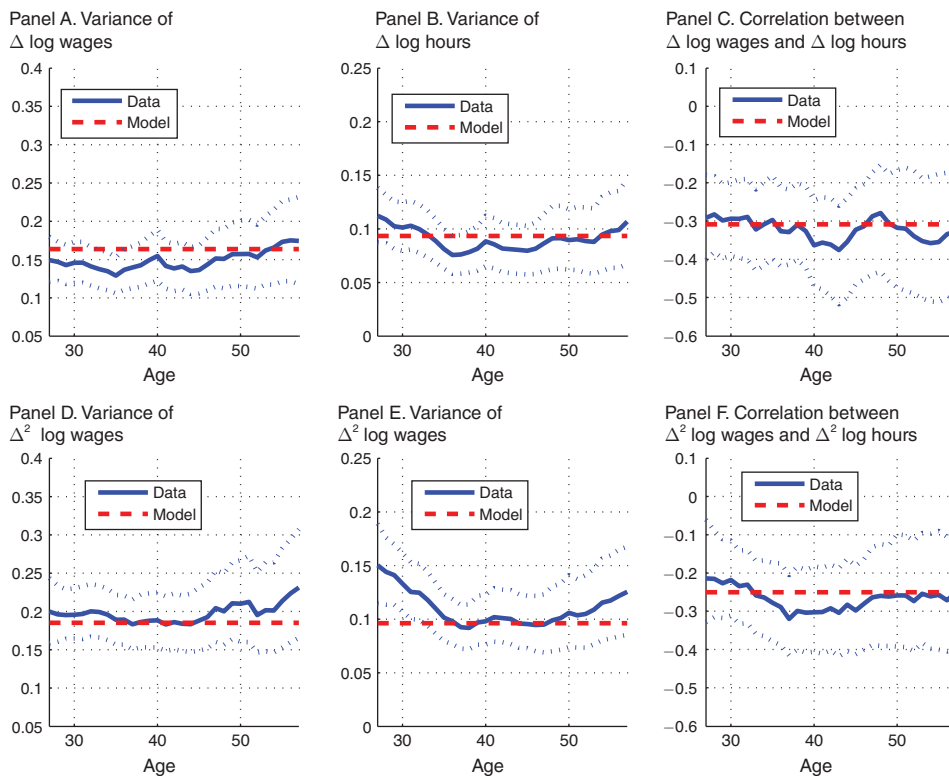 Panel A. Variance of
Δ log wages
0.4
0.35
0.3
0.25
0.2
0.15
0.1
0.05
30
40
50
Age
Data
Model
Panel B. Variance of
Δ log hours
0.25
0.2
0.15
0.1
0.05
0
30
40
50
Age
Data
Model
Panel C. Correlation between
Δ log wages and Δ log hours
0.1
0
−0.1
−0.2
−0.3
−0.4
−0.5
−0.6
30
40
50
Age
Data
Model
Panel D. Variance of
Δ² log wages
0.4
0.35
0.3
0.25
0.2
0.15
0.1
0.05
30
40
50
Age
Data
Model
Panel E. Variance of
Δ² log wages
0.25
0.2
0.15
0.1
0.05
0
30
40
50
Age
Data
Model
Panel F. Correlation between
Δ² log wages and Δ² log hours
0.1
0
−0.1
−0.2
−0.3
−0.4
−0.5
−0.6
30
40
50
Age
Data
Model